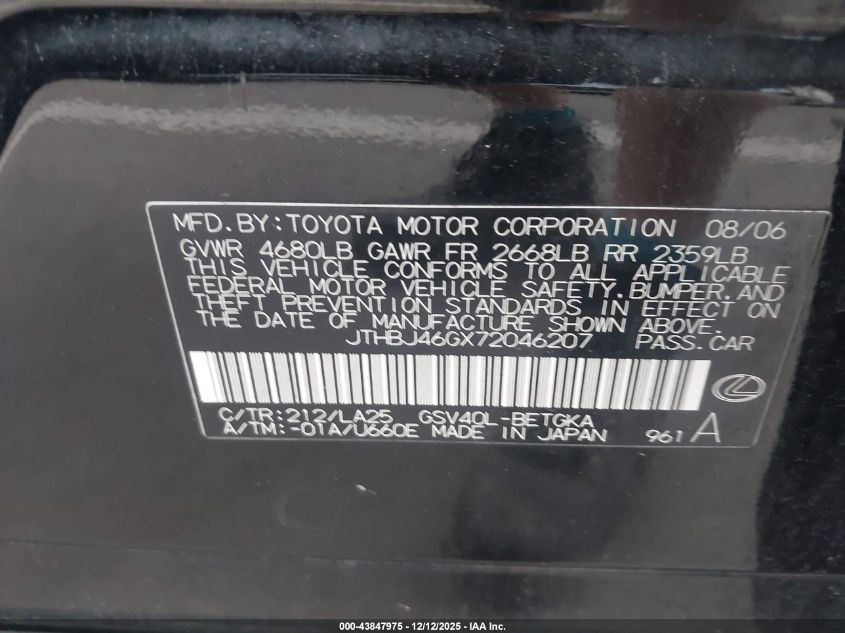 MFD.BY:TOYOTA MOTOR CORPORATION 08/06
GVWR 4680LB GAWR FR 2668LB RR 2359LB
THIS VEHICLE CONFORMS TO ALL APPLICABLE
FEDERAL MOTOR VEHICLE SAFETY,BUMPER,AND
THEFT PREVENTION STANDARDS IN EFFECT ON
THE DATE OF MANUFACTURE SHOWN ABOVE.
JTHBJ46GX72046207 PASS.CAR
C/TR:212/LA25 GSV40L-BETGKA
A/TM:-01A/U660E MADE IN JAPAN 961A
000-43847975 - 12/12/2025 - IAA Inc.